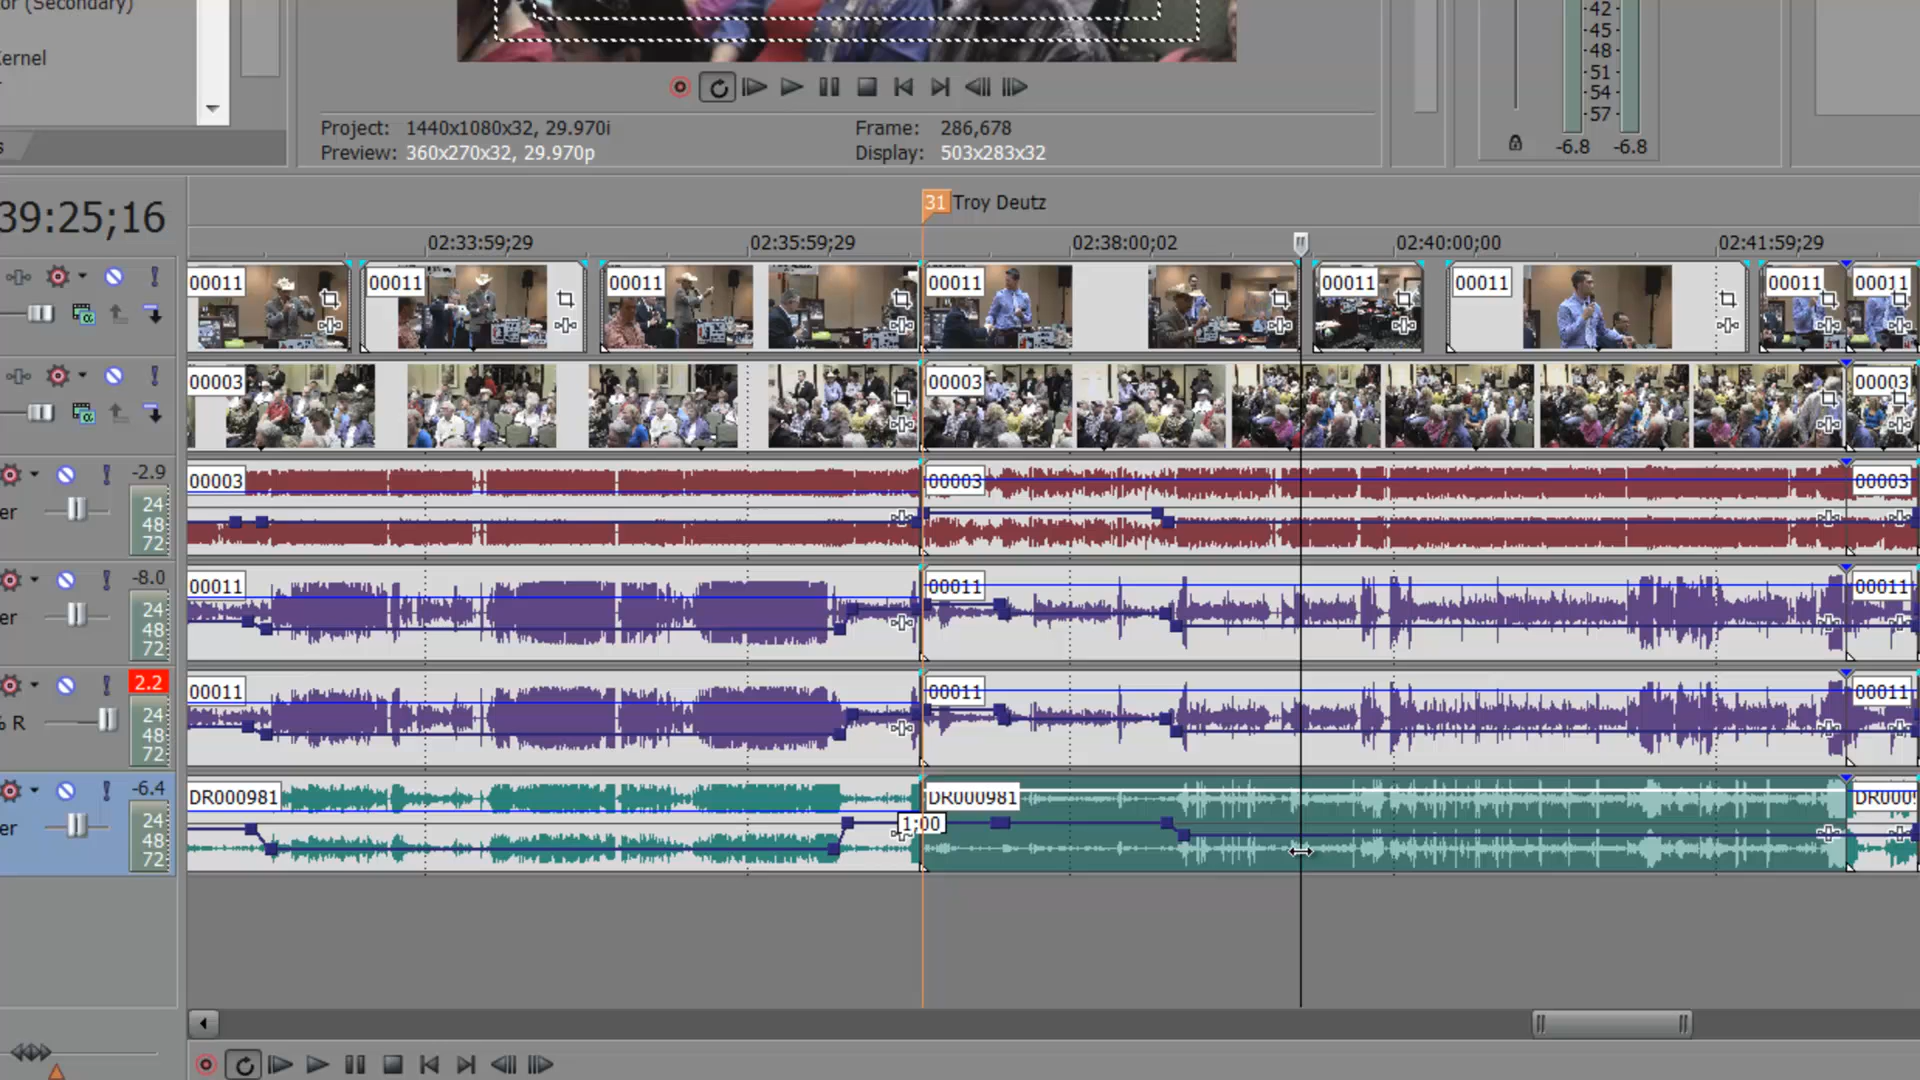 or (Secondary)
Kernel
s
-42
-45
-48
-51
-54
-57
-6.8 -6.8
Project: 1440x1080x32, 29.970i
Preview: 360x270x32, 29.970p
Frame: 286,678
Display: 503x283x32
39:25;16
31 Troy Deutz
02:33:59;29 02:35:59;29 02:38:00;02 02:40:00;00 02:41:59;29
00011 00011 00011 00011 00011 00011 00011 00011
00003 00003 00003
-2.9
24
48
72
er
00003 00003 00003
-8.0
24
48
72
er
00011 00011 00011
2.2
24
48
72
% R
00011 00011 00011
-6.4
24
48
72
er
DR000981 DR000981 DR000
1:00